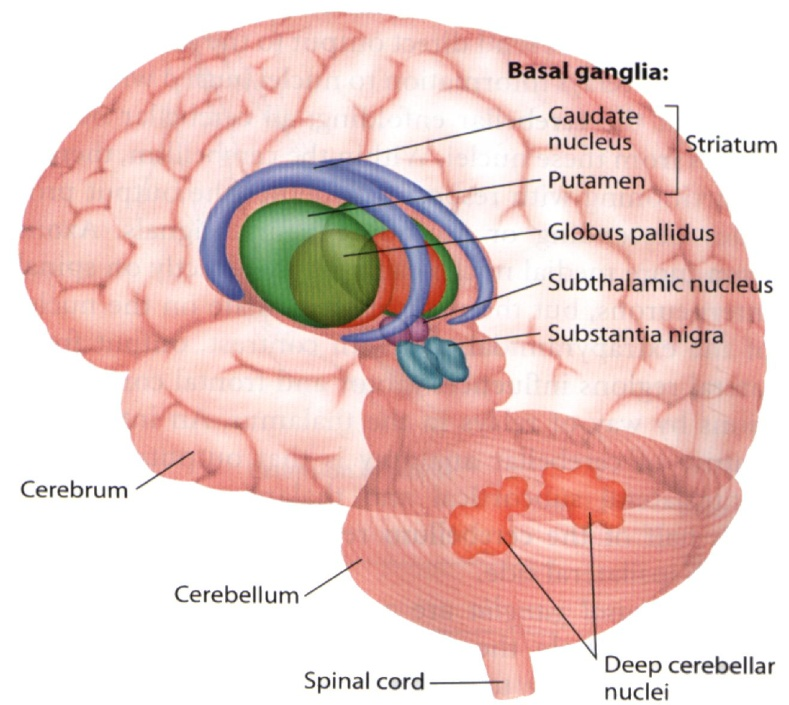 Basal ganglia:
Caudate
nucleus
Striatum
Putamen
Globus pallidus
Subthalamic nucleus
Substantia nigra
Cerebrum
Cerebellum
Spinal cord
Deep cerebellar
nuclei